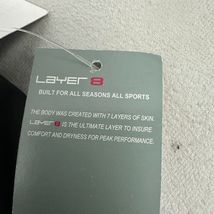 LAYER 8
BUILT FOR ALL SEASONS ALL SPORTS
THE BODY WAS CREATED WITH 7 LAYERS OF SKIN.
LAYER 8 IS THE ULTIMATE LAYER TO INSURE
COMFORT AND DRYNESS FOR PEAK PERFORMANCE.